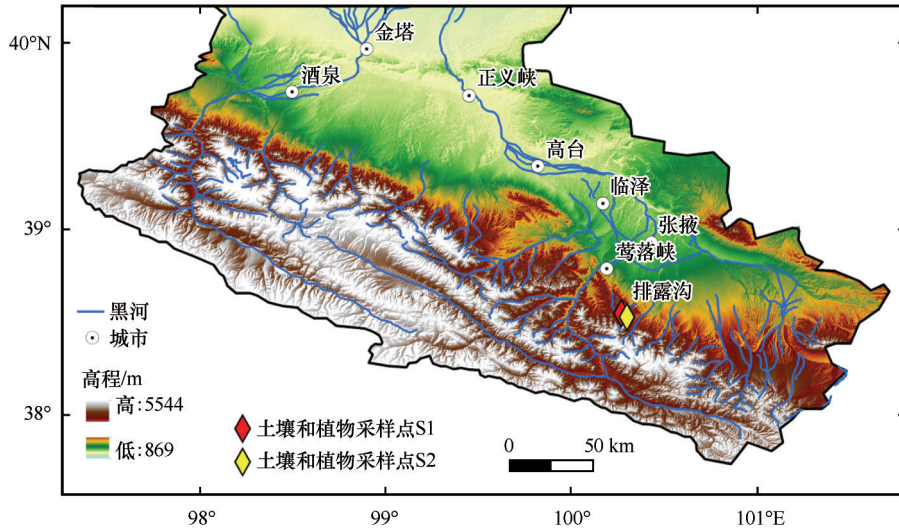 40°N
39°
38°
98°
99°
100°
101°E
金塔
酒泉
正义峡
高台
临泽
张掖
莺落峡
排露沟
黑河
城市
高程/m
高:5544
低:869
土壤和植物采样点S1
土壤和植物采样点S2
0 50 km